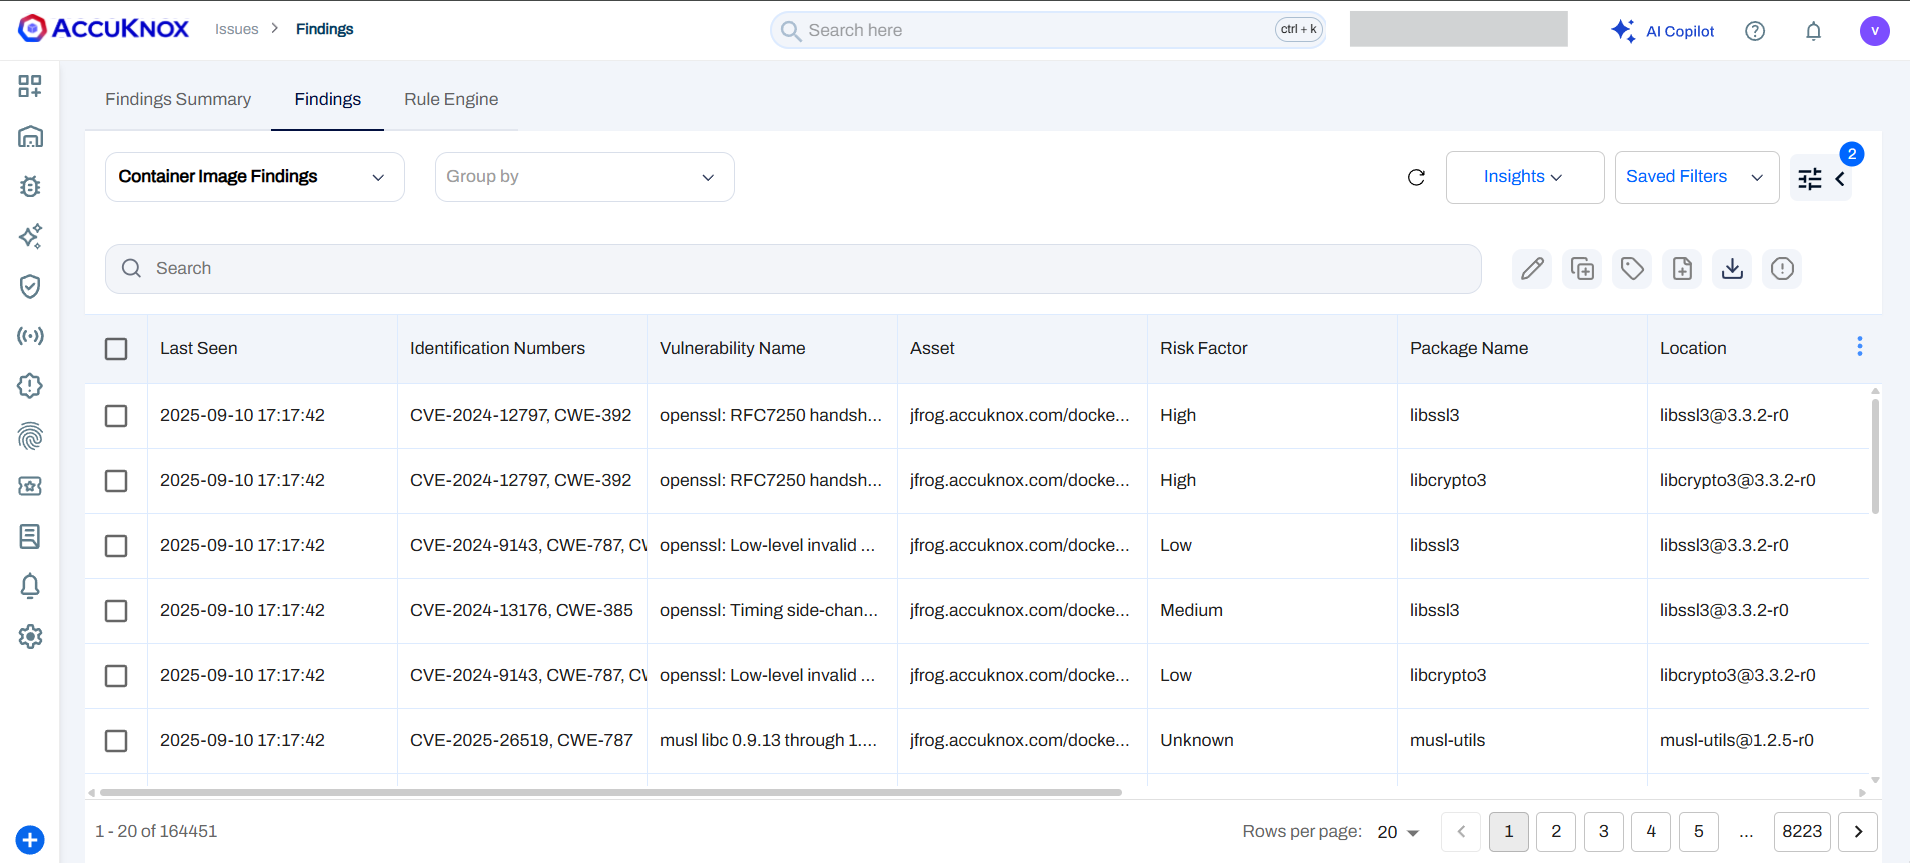 ACCUKNOX
Issues > Findings
Search here
ctrl + k
AI Copilot
V
Findings Summary
Findings
Rule Engine
Container Image Findings
Group by
Insights
Saved Filters
2
Search
Last Seen Identification Numbers Vulnerability Name Asset Risk Factor Package Name Location
2025-09-10 17:17:42 CVE-2024-12797, CWE-392 openssl: RFC7250 handsh... jfrog.accuknox.com/docke... High libssl3 libssl3@3.3.2-r0
2025-09-10 17:17:42 CVE-2024-12797, CWE-392 openssl: RFC7250 handsh... jfrog.accuknox.com/docke... High libcrypto3 libcrypto3@3.3.2-r0
2025-09-10 17:17:42 CVE-2024-9143, CWE-787, CW openssl: Low-level invalid ... jfrog.accuknox.com/docke... Low libssl3 libssl3@3.3.2-r0
2025-09-10 17:17:42 CVE-2024-13176, CWE-385 openssl: Timing side-chan... jfrog.accuknox.com/docke... Medium libssl3 libssl3@3.3.2-r0
2025-09-10 17:17:42 CVE-2024-9143, CWE-787, CW openssl: Low-level invalid ... jfrog.accuknox.com/docke... Low libcrypto3 libcrypto3@3.3.2-r0
2025-09-10 17:17:42 CVE-2025-26519, CWE-787 musl libc 0.9.13 through 1.... jfrog.accuknox.com/docke... Unknown musl-utils musl-utils@1.2.5-r0
1 - 20 of 164451
Rows per page: 20
1 2 3 4 5 ... 8223